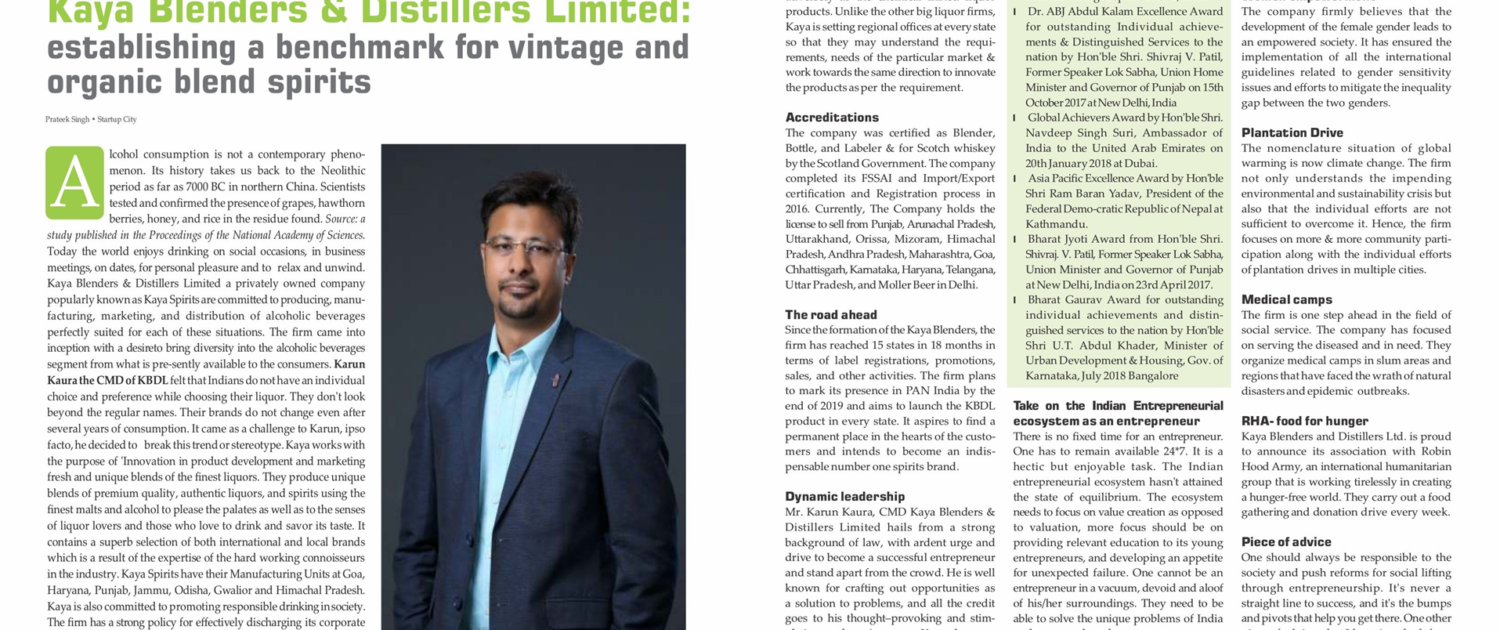 Kaya Blenders & Distillers Limited:
establishing a benchmark for vintage and
organic blend spirits
Prateek Singh • Startup City
Alcohol consumption is not a contemporary pheno-
menon. Its history takes us back to the Neolithic
period as far as 7000 BC in northern China. Scientists
tested and confirmed the presence of grapes, hawthorn
berries, honey, and rice in the residue found. Source: a
study published in the Proceedings of the National Academy of Sciences.
Today the world enjoys drinking on social occasions, in business
meetings, on dates, for personal pleasure and to relax and unwind.
Kaya Blenders & Distillers Limited a privately owned company
popularly known as Kaya Spirits are committed to producing, manu-
facturing, marketing, and distribution of alcoholic beverages
perfectly suited for each of these situations. The firm came into
inception with a desireto bring diversity into the alcoholic beverages
segment from what is pre-sently available to the consumers. Karun
Kaura the CMD of KBDL felt that Indians do not have an individual
choice and preference while choosing their liquor. They don't look
beyond the regular names. Their brands do not change even after
several years of consumption. It came as a challenge to Karun, ipso
facto, he decided to break this trend or stereotype. Kaya works with
the purpose of 'Innovation in product development and marketing
fresh and unique blends of the finest liquors. They produce unique
blends of premium quality, authentic liquors, and spirits using the
finest malts and alcohol to please the palates as well as to the senses
of liquor lovers and those who love to drink and savor its taste. It
contains a superb selection of both international and local brands
which is a result of the expertise of the hard working connoisseurs
in the industry. Kaya Spirits have their Manufacturing Units at Goa,
Haryana, Punjab, Jammu, Odisha, Gwalior and Himachal Pradesh.
Kaya is also committed to promoting responsible drinking in society.
The firm has a strong policy for effectively discharging its corporate
products. Unlike the other big liquor firms,
Kaya is setting regional offices at every state
so that they may understand the requi-
rements, needs of the particular market &
work towards the same direction to innovate
the products as per the requirement.
Accreditations
The company was certified as Blender,
Bottle, and Labeler & for Scotch whiskey
by the Scotland Government. The company
completed its FSSAI and Import/Export
certification and Registration process in
2016. Currently, The Company holds the
license to sell from Punjab, Arunachal Pradesh,
Uttarakhand, Orissa, Mizoram, Himachal
Pradesh, Andhra Pradesh, Maharashtra, Goa,
Chhattisgarh, Karnataka, Haryana, Telangana,
Uttar Pradesh, and Moller Beer in Delhi.
The road ahead
Since the formation of the Kaya Blenders, the
firm has reached 15 states in 18 months in
terms of label registrations, promotions,
sales, and other activities. The firm plans
to mark its presence in PAN India by the
end of 2019 and aims to launch the KBDL
product in every state. It aspires to find a
permanent place in the hearts of the custo-
mers and intends to become an indis-
pensable number one spirits brand.
Dynamic leadership
Mr. Karun Kaura, CMD Kaya Blenders &
Distillers Limited hails from a strong
background of law, with ardent urge and
drive to become a successful entrepreneur
and stand apart from the crowd. He is well
known for crafting out opportunities as
a solution to problems, and all the credit
goes to his thought–provoking and stim-
Dr. ABJ Abdul Kalam Excellence Award
for outstanding Individual achieve-
ments & Distinguished Services to the
nation by Hon'ble Shri. Shivraj V. Patil,
Former Speaker Lok Sabha, Union Home
Minister and Governor of Punjab on 15th
October 2017 at New Delhi, India
Global Achievers Award by Hon'ble Shri.
Navdeep Singh Suri, Ambassador of
India to the United Arab Emirates on
20th January 2018 at Dubai.
Asia Pacific Excellence Award by Hon'ble
Shri Ram Baran Yadav, President of the
Federal Demo-cratic Republic of Nepal at
Kathmandu.
Bharat Jyoti Award from Hon'ble Shri.
Shivraj. V. Patil, Former Speaker Lok Sabha,
Union Minister and Governor of Punjab
at New Delhi, India on 23rd April 2017.
Bharat Gaurav Award for outstanding
individual achievements and distin-
guished services to the nation by Hon'ble
Shri U.T. Abdul Khader, Minister of
Urban Development & Housing, Gov. of
Karnataka, July 2018 Bangalore
Take on the Indian Entrepreneurial
ecosystem as an entrepreneur
There is no fixed time for an entrepreneur.
One has to remain available 24*7. It is a
hectic but enjoyable task. The Indian
entrepreneurial ecosystem hasn't attained
the state of equilibrium. The ecosystem
needs to focus on value creation as opposed
to valuation, more focus should be on
providing relevant education to its young
entrepreneurs, and developing an appetite
for unexpected failure. One cannot be an
entrepreneur in a vacuum, devoid and aloof
of his/her surroundings. They need to be
able to solve the unique problems of India
The company firmly believes that the
development of the female gender leads to
an empowered society. It has ensured the
implementation of all the international
guidelines related to gender sensitivity
issues and efforts to mitigate the inequality
gap between the two genders.
Plantation Drive
The nomenclature situation of global
warming is now climate change. The firm
not only understands the impending
environmental and sustainability crisis but
also that the individual efforts are not
sufficient to overcome it. Hence, the firm
focuses on more & more community parti-
cipation along with the individual efforts
of plantation drives in multiple cities.
Medical camps
The firm is one step ahead in the field of
social service. The company has focused
on serving the diseased and in need. They
organize medical camps in slum areas and
regions that have faced the wrath of natural
disasters and epidemic outbreaks.
RHA- food for hunger
Kaya Blenders and Distillers Ltd. is proud
to announce its association with Robin
Hood Army, an international humanitarian
group that is working tirelessly in creating
a hunger-free world. They carry out a food
gathering and donation drive every week.
Piece of advice
One should always be responsible to the
society and push reforms for social lifting
through entrepreneurship. It's never a
straight line to success, and it's the bumps
and pivots that help you get there. One other